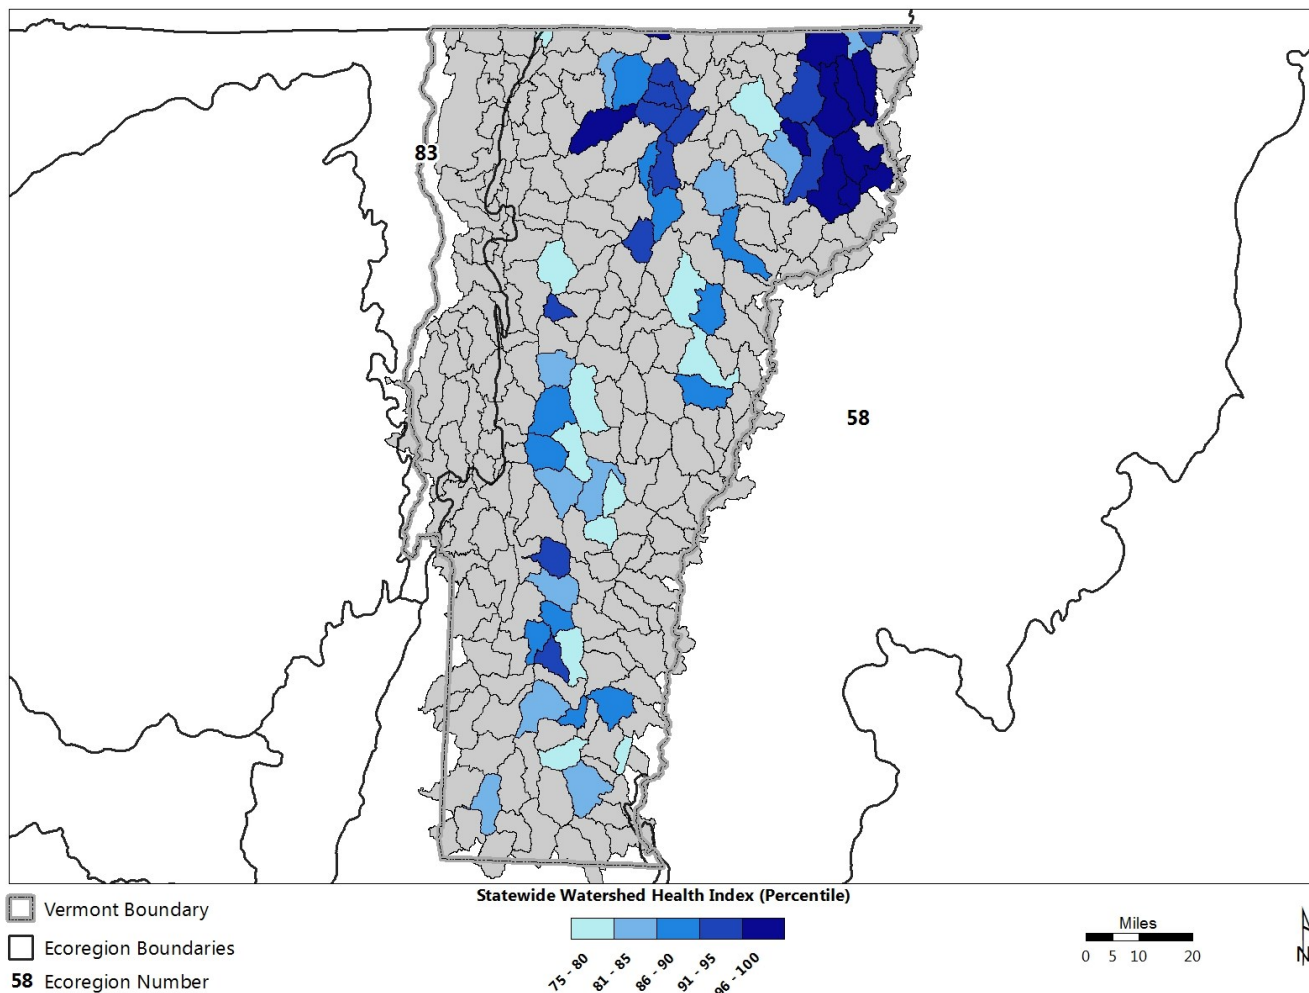 83
58
Vermont Boundary
Ecoregion Boundaries
58 Ecoregion Number
Statewide Watershed Health Index (Percentile)
75 - 80
81 - 85
86 - 90
91 - 95
96 - 100
Miles
0 5 10 20
N